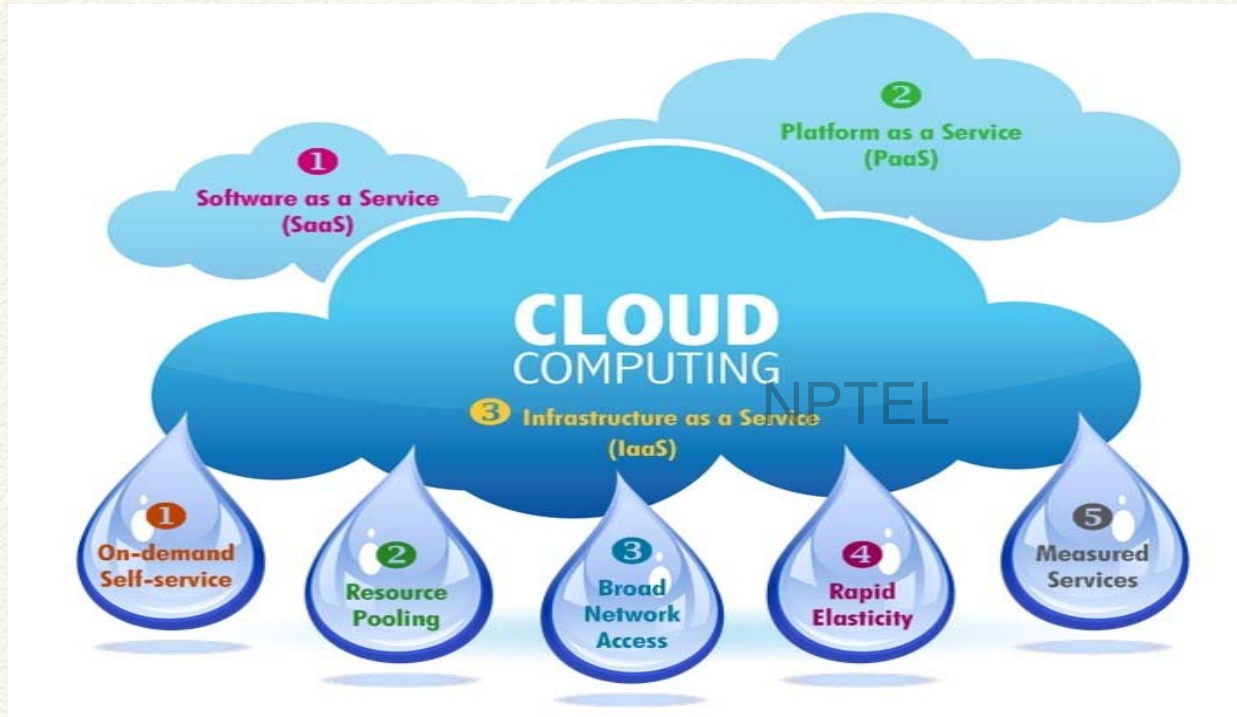 1
Software as a Service
(SaaS)
2
Platform as a Service
(PaaS)
CLOUD
COMPUTING
NPTEL
3 Infrastructure as a Service
(IaaS)
1
On-demand
Self-service
2
Resource
Pooling
3
Broad
Network
Access
4
Rapid
Elasticity
5
Measured
Services